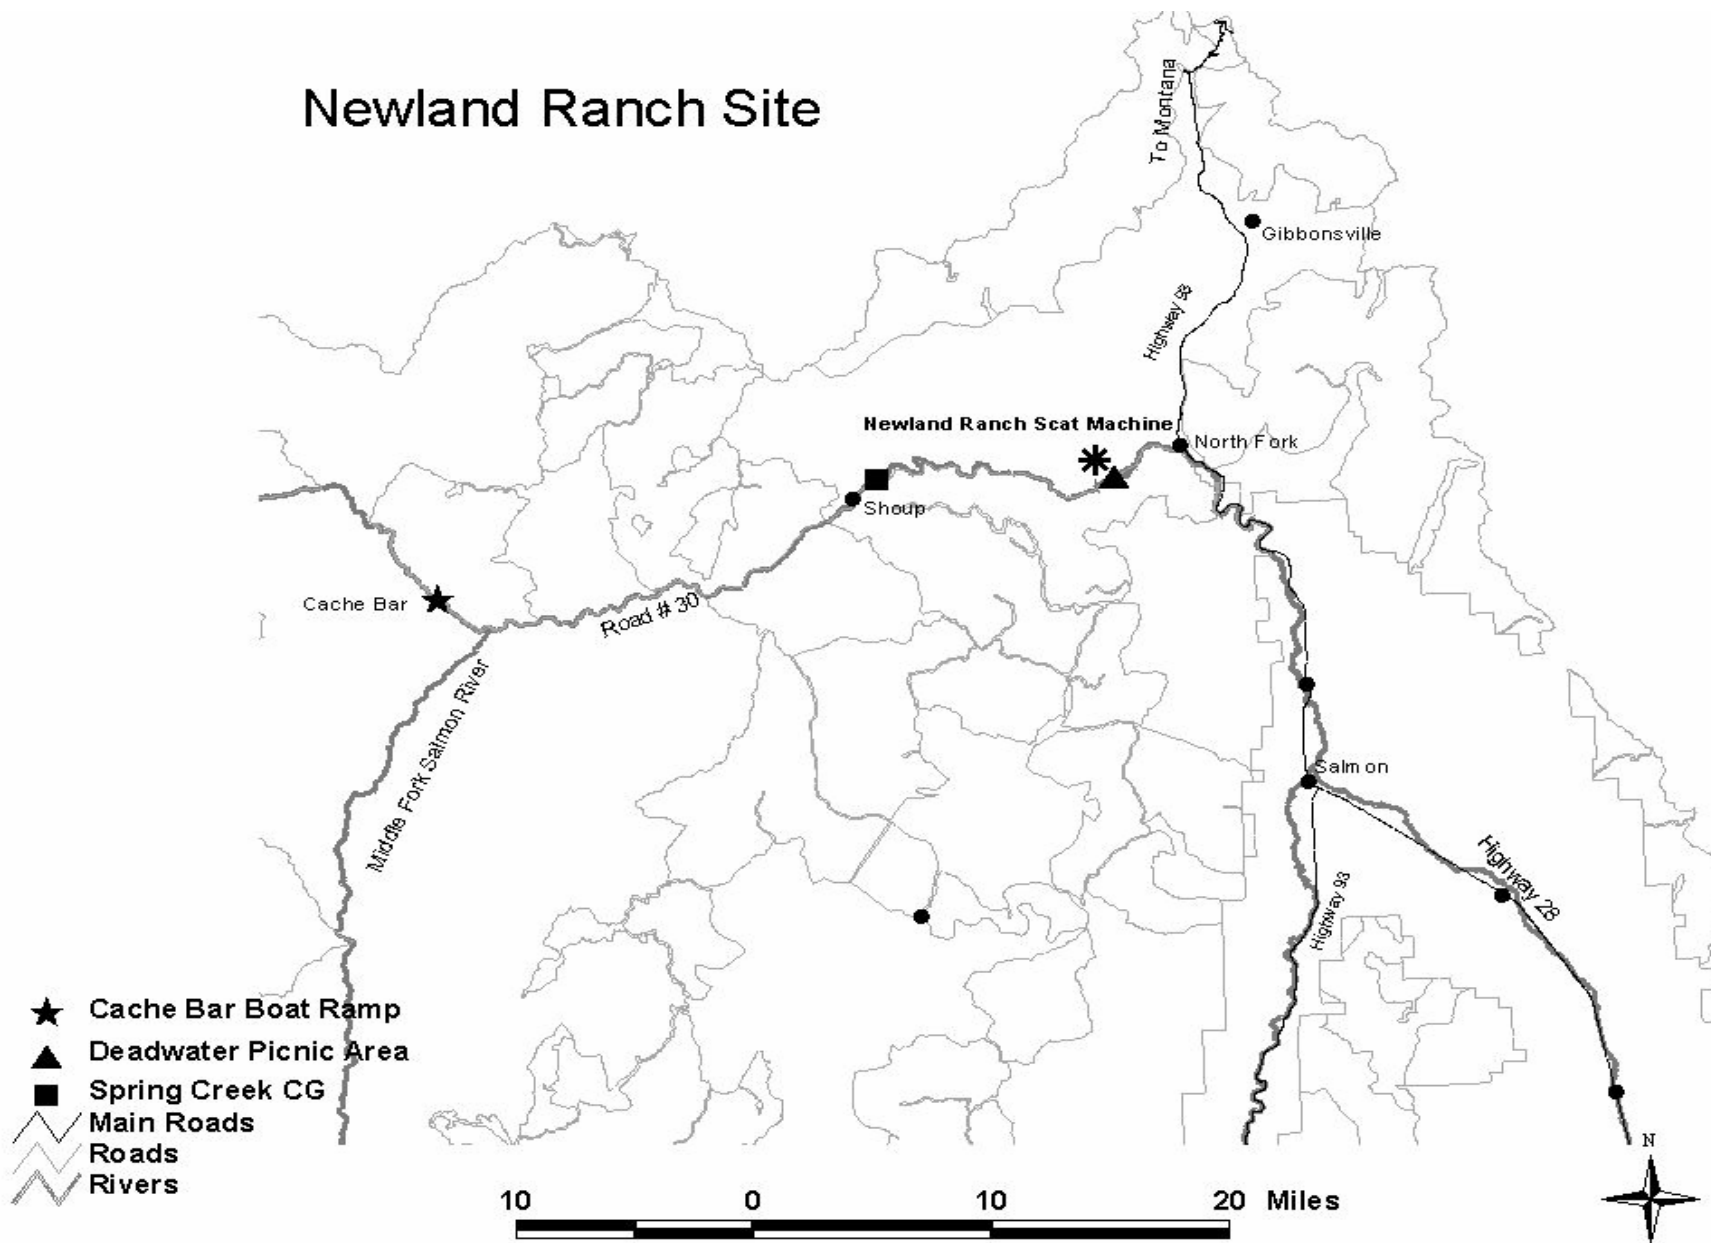 Newland Ranch Site
To Montana
Gibbonsville
Highway 93
Newland Ranch Scat Machine
North Fork
Shoup
Cache Bar
Road # 30
Middle Fork Salmon River
Salmon
Highway 28
Highway 93
Cache Bar Boat Ramp
Deadwater Picnic Area
Spring Creek CG
Main Roads
Roads
Rivers
10 0 10 20 Miles
N